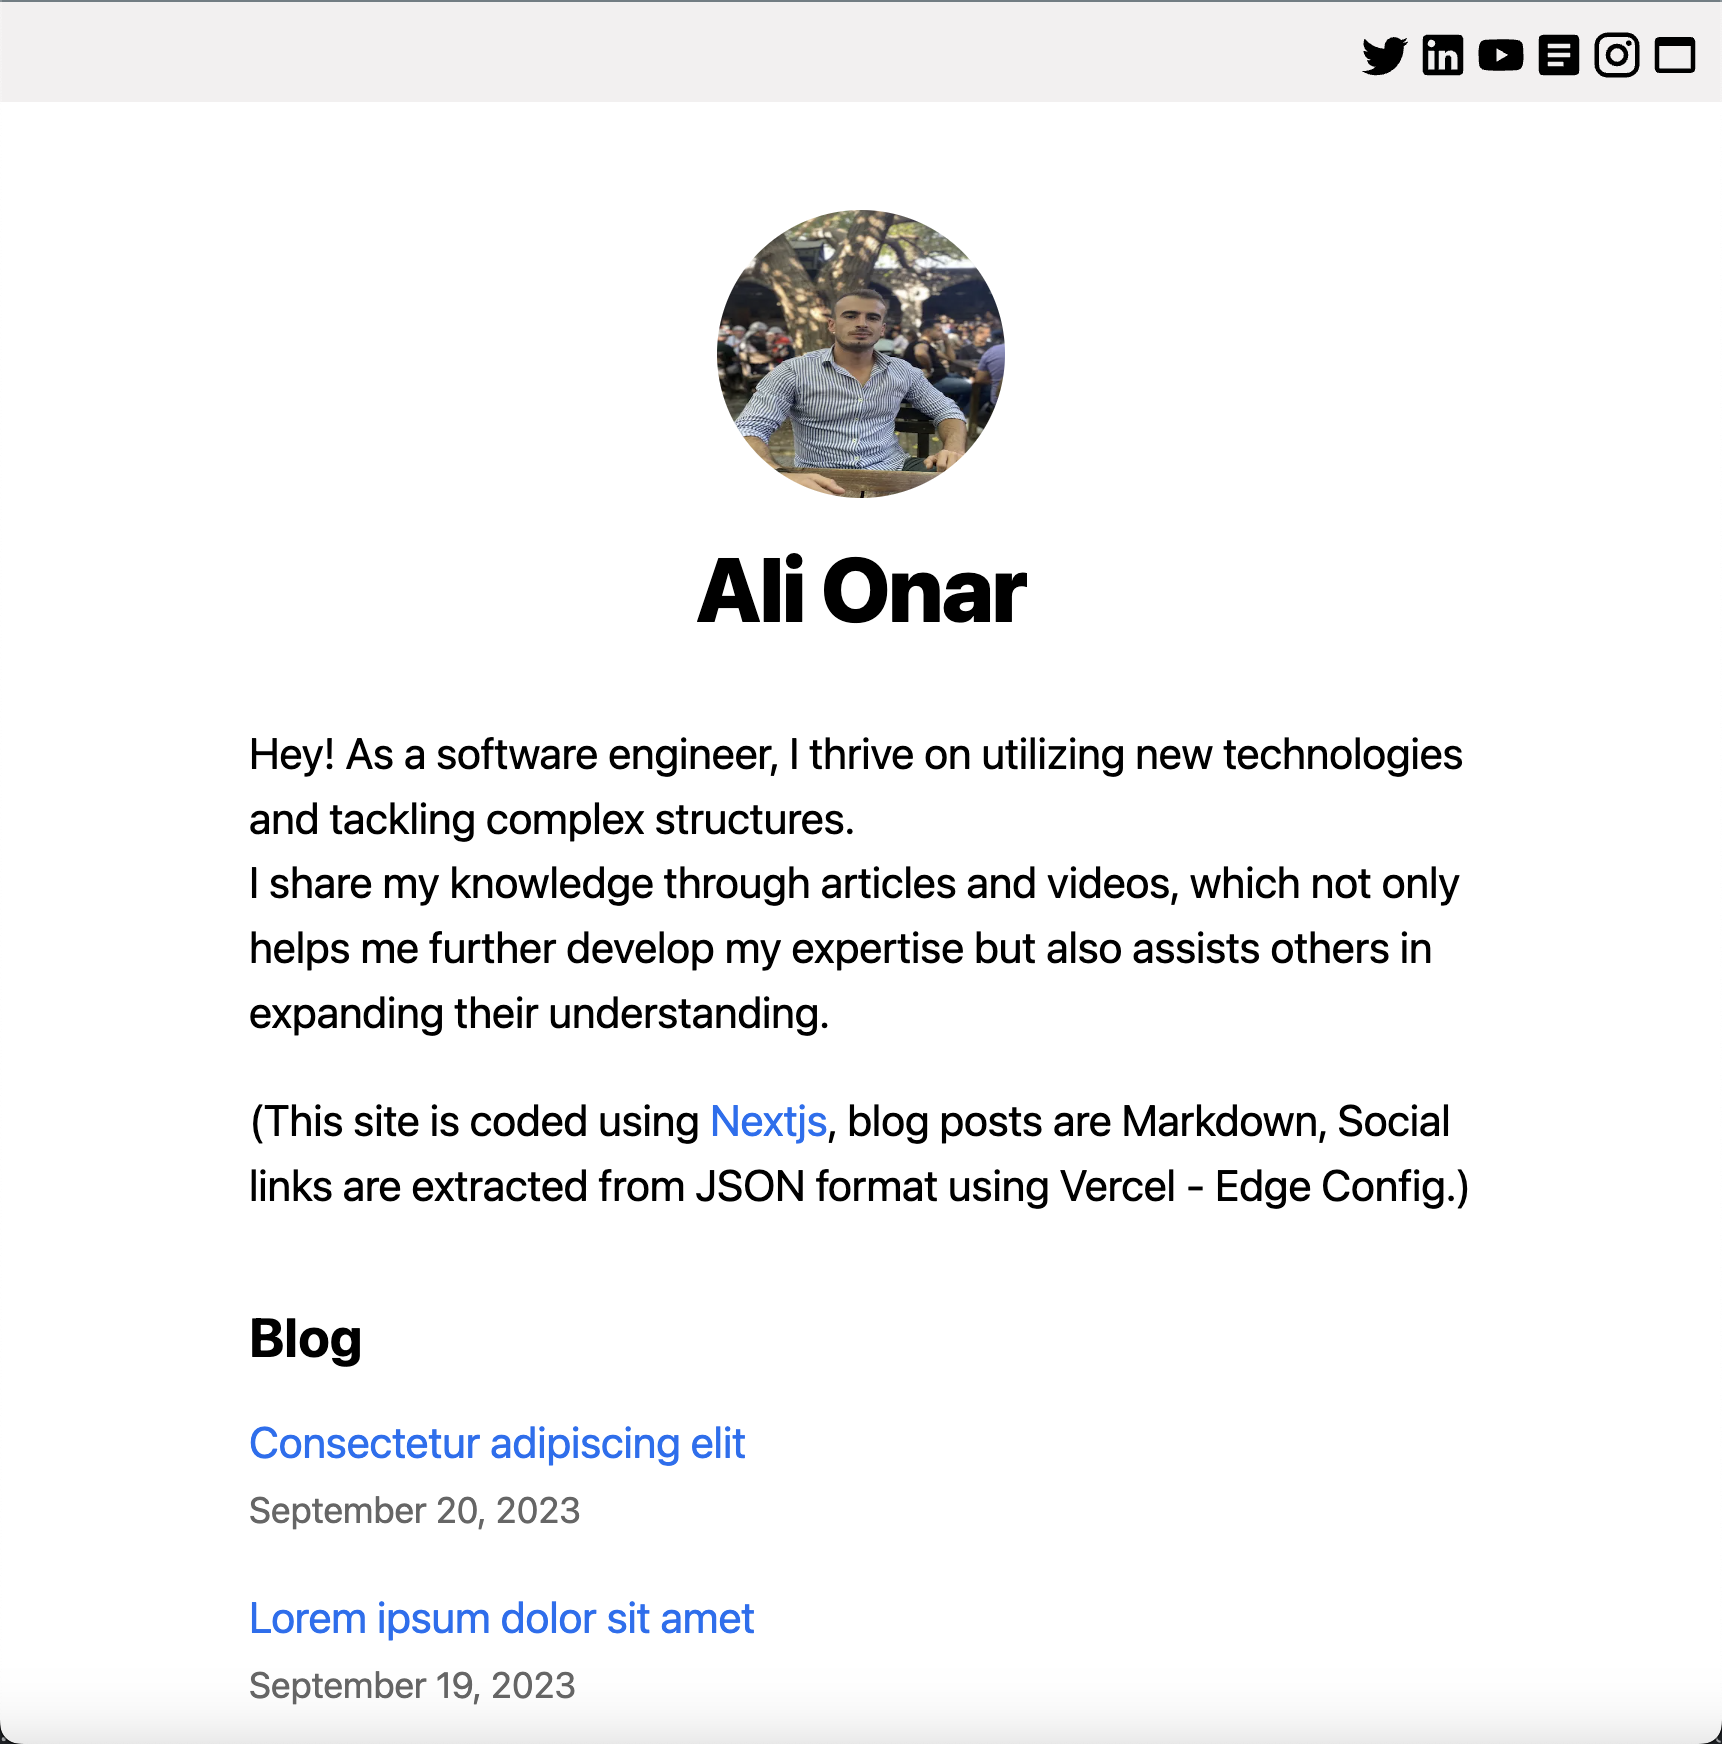 Ali Onar
Hey! As a software engineer, I thrive on utilizing new technologies
and tackling complex structures.
I share my knowledge through articles and videos, which not only
helps me further develop my expertise but also assists others in
expanding their understanding.
(This site is coded using Nextjs, blog posts are Markdown, Social
links are extracted from JSON format using Vercel - Edge Config.)
Blog
Consectetur adipiscing elit
September 20, 2023
Lorem ipsum dolor sit amet
September 19, 2023